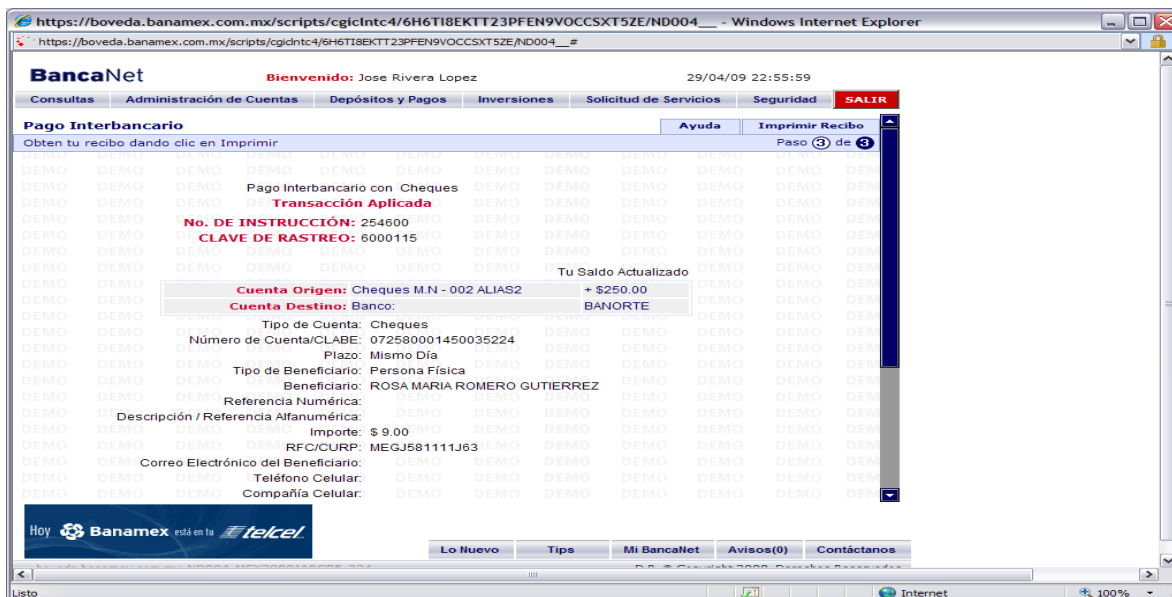 https://boveda.banamex.com.mx/scripts/cgiclntc4/6H6TI8EKTT23PFEN9VOCCSXT5ZE/ND004__ - Windows Internet Explorer
https://boveda.banamex.com.mx/scripts/cgiclntc4/6H6TI8EKTT23PFEN9VOCCSXT5ZE/ND004__#
BancaNet Bienvenido: Jose Rivera Lopez 29/04/09 22:55:59
Consultas Administración de Cuentas Depósitos y Pagos Inversiones Solicitud de Servicios Seguridad SALIR
Pago Interbancario Ayuda Imprimir Recibo
Obten tu recibo dando clic en Imprimir Paso 3 de 3
DEMO
Pago Interbancario con Cheques
Transacción Aplicada
No. DE INSTRUCCIÓN: 254600
CLAVE DE RASTREO: 6000115
Tu Saldo Actualizado
Cuenta Origen: Cheques M.N - 002 ALIAS2 + $250.00
Cuenta Destino: Banco: BANORTE
Tipo de Cuenta: Cheques
Número de Cuenta/CLABE: 072580001450035224
Plazo: Mismo Día
Tipo de Beneficiario: Persona Física
Beneficiario: ROSA MARIA ROMERO GUTIERREZ
Referencia Numérica:
Descripción / Referencia Alfanumérica:
Importe: $ 9.00
RFC/CURP: MEGJ581111J63
Correo Electrónico del Beneficiario:
Teléfono Celular:
Compañía Celular:
Hoy Banamex está en tu telcel
Lo Nuevo Tips Mi BancaNet Avisos(0) Contáctanos
Listo Internet 100%